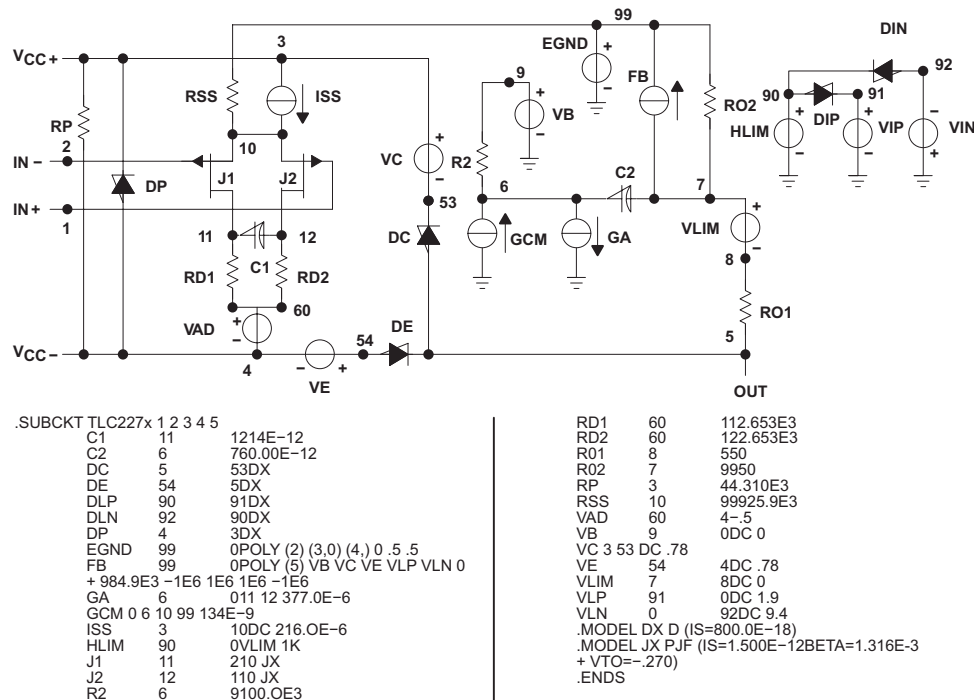 99
DIN
3
EGND
92
VCC+
9
FB
RSS
ISS
90
91
RO2
RP
VB
DIP
2
10
VC
HLIM
VIP
VIN
IN−
R2
C2
J1
J2
DP
6
7
IN+
53
1
11
12
DC
GCM
GA
VLIM
C1
8
RD1
RD2
60
RO1
VAD
DE
5
54
VCC−
4
VE
OUT
.SUBCKT TLC227x 1 2 3 4 5
C1 11 1214E−12
C2 6 760.00E−12
DC 5 53DX
DE 54 5DX
DLP 90 91DX
DLN 92 90DX
DP 4 3DX
EGND 99 0POLY (2) (3,0) (4,) 0 .5 .5
FB 99 0POLY (5) VB VC VE VLP VLN 0
+ 984.9E3 −1E6 1E6 1E6 −1E6
GA 6 011 12 377.0E−6
GCM 0 6 10 99 134E−9
ISS 3 10DC 216.OE−6
HLIM 90 0VLIM 1K
J1 11 210 JX
J2 12 110 JX
R2 6 9100.OE3
RD1 60 112.653E3
RD2 60 122.653E3
R01 8 550
R02 7 9950
RP 3 44.310E3
RSS 10 99925.9E3
VAD 60 4−.5
VB 9 0DC 0
VC 3 53 DC .78
VE 54 4DC .78
VLIM 7 8DC 0
VLP 91 0DC 1.9
VLN 0 92DC 9.4
.MODEL DX D (IS=800.0E−18)
.MODEL JX PJF (IS=1.500E−12BETA=1.316E-3
+ VTO=−.270)
.ENDS